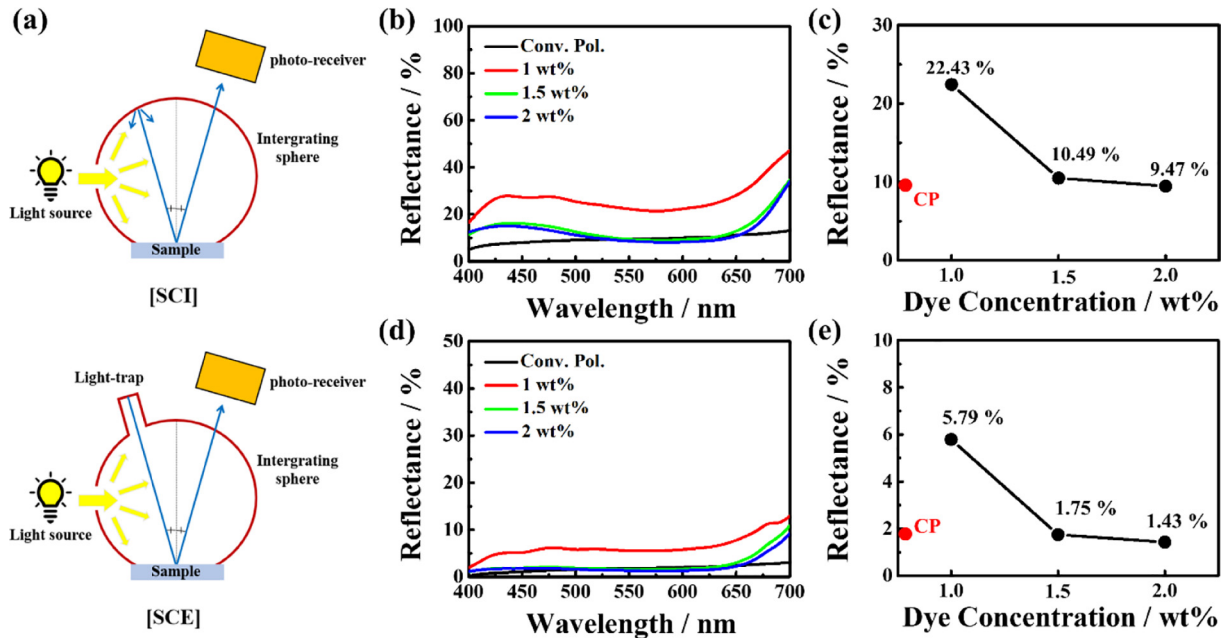 (a)
photo-receiver
Intergrating
sphere
Light source
Sample
[SCI]
Light-trap
photo-receiver
Intergrating
sphere
Light source
Sample
[SCE]
(b)
Reflectance / %
100
80
60
40
20
0
Conv. Pol.
1 wt%
1.5 wt%
2 wt%
400 450 500 550 600 650 700
Wavelength / nm
(c)
Reflectance / %
30
20
10
0
22.43 %
10.49 %
9.47 %
CP
1.0 1.5 2.0
Dye Concentration / wt%
(d)
Reflectance / %
50
40
30
20
10
0
Conv. Pol.
1 wt%
1.5 wt%
2 wt%
400 450 500 550 600 650 700
Wavelength / nm
(e)
Reflectance / %
10
8
6
4
2
0
5.79 %
1.75 %
1.43 %
CP
1.0 1.5 2.0
Dye Concentration / wt%